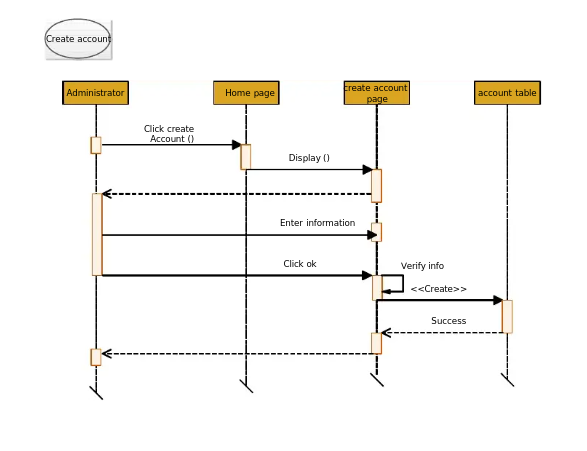 Create account
Administrator
Home page
create account
page
account table
Click create
Account ()
Display ()
Enter information
Click ok
Verify info
<<Create>>
Success